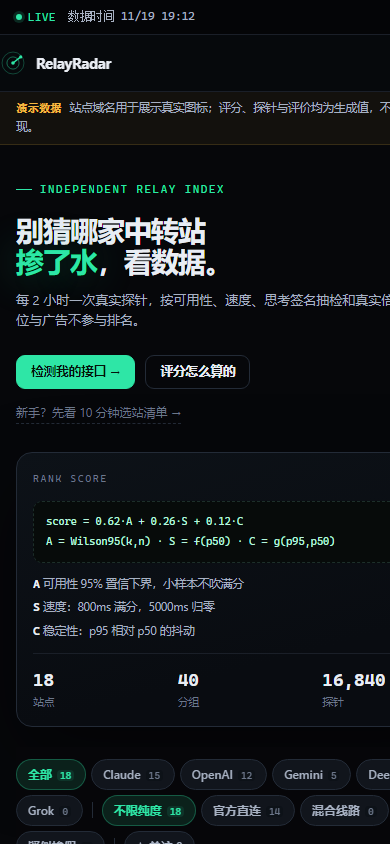 LIVE 数据时间 11/19 19:12
RelayRadar
演示数据 站点域名用于展示真实图标；评分、探针与评价均为生成值，不
现。
INDEPENDENT RELAY INDEX
别猜哪家中转站
掺了水，看数据。
每 2 小时一次真实探针，按可用性、速度、思考签名抽检和真实倍
位与广告不参与排名。
检测我的接口 →
评分怎么算的
新手？先看 10 分钟选站清单 →
RANK SCORE
score = 0.62·A + 0.26·S + 0.12·C
A = Wilson95(k,n) · S = f(p50) · C = g(p95,p50)
A 可用性 95% 置信下界，小样本不吹满分
S 速度：800ms 满分，5000ms 归零
C 稳定性：p95 相对 p50 的抖动
18 40 16,840
站点 分组 探针
全部 18 Claude 15 OpenAI 12 Gemini 5 Dee
Grok 0 不限纯度 18 官方直连 14 混合线路 0